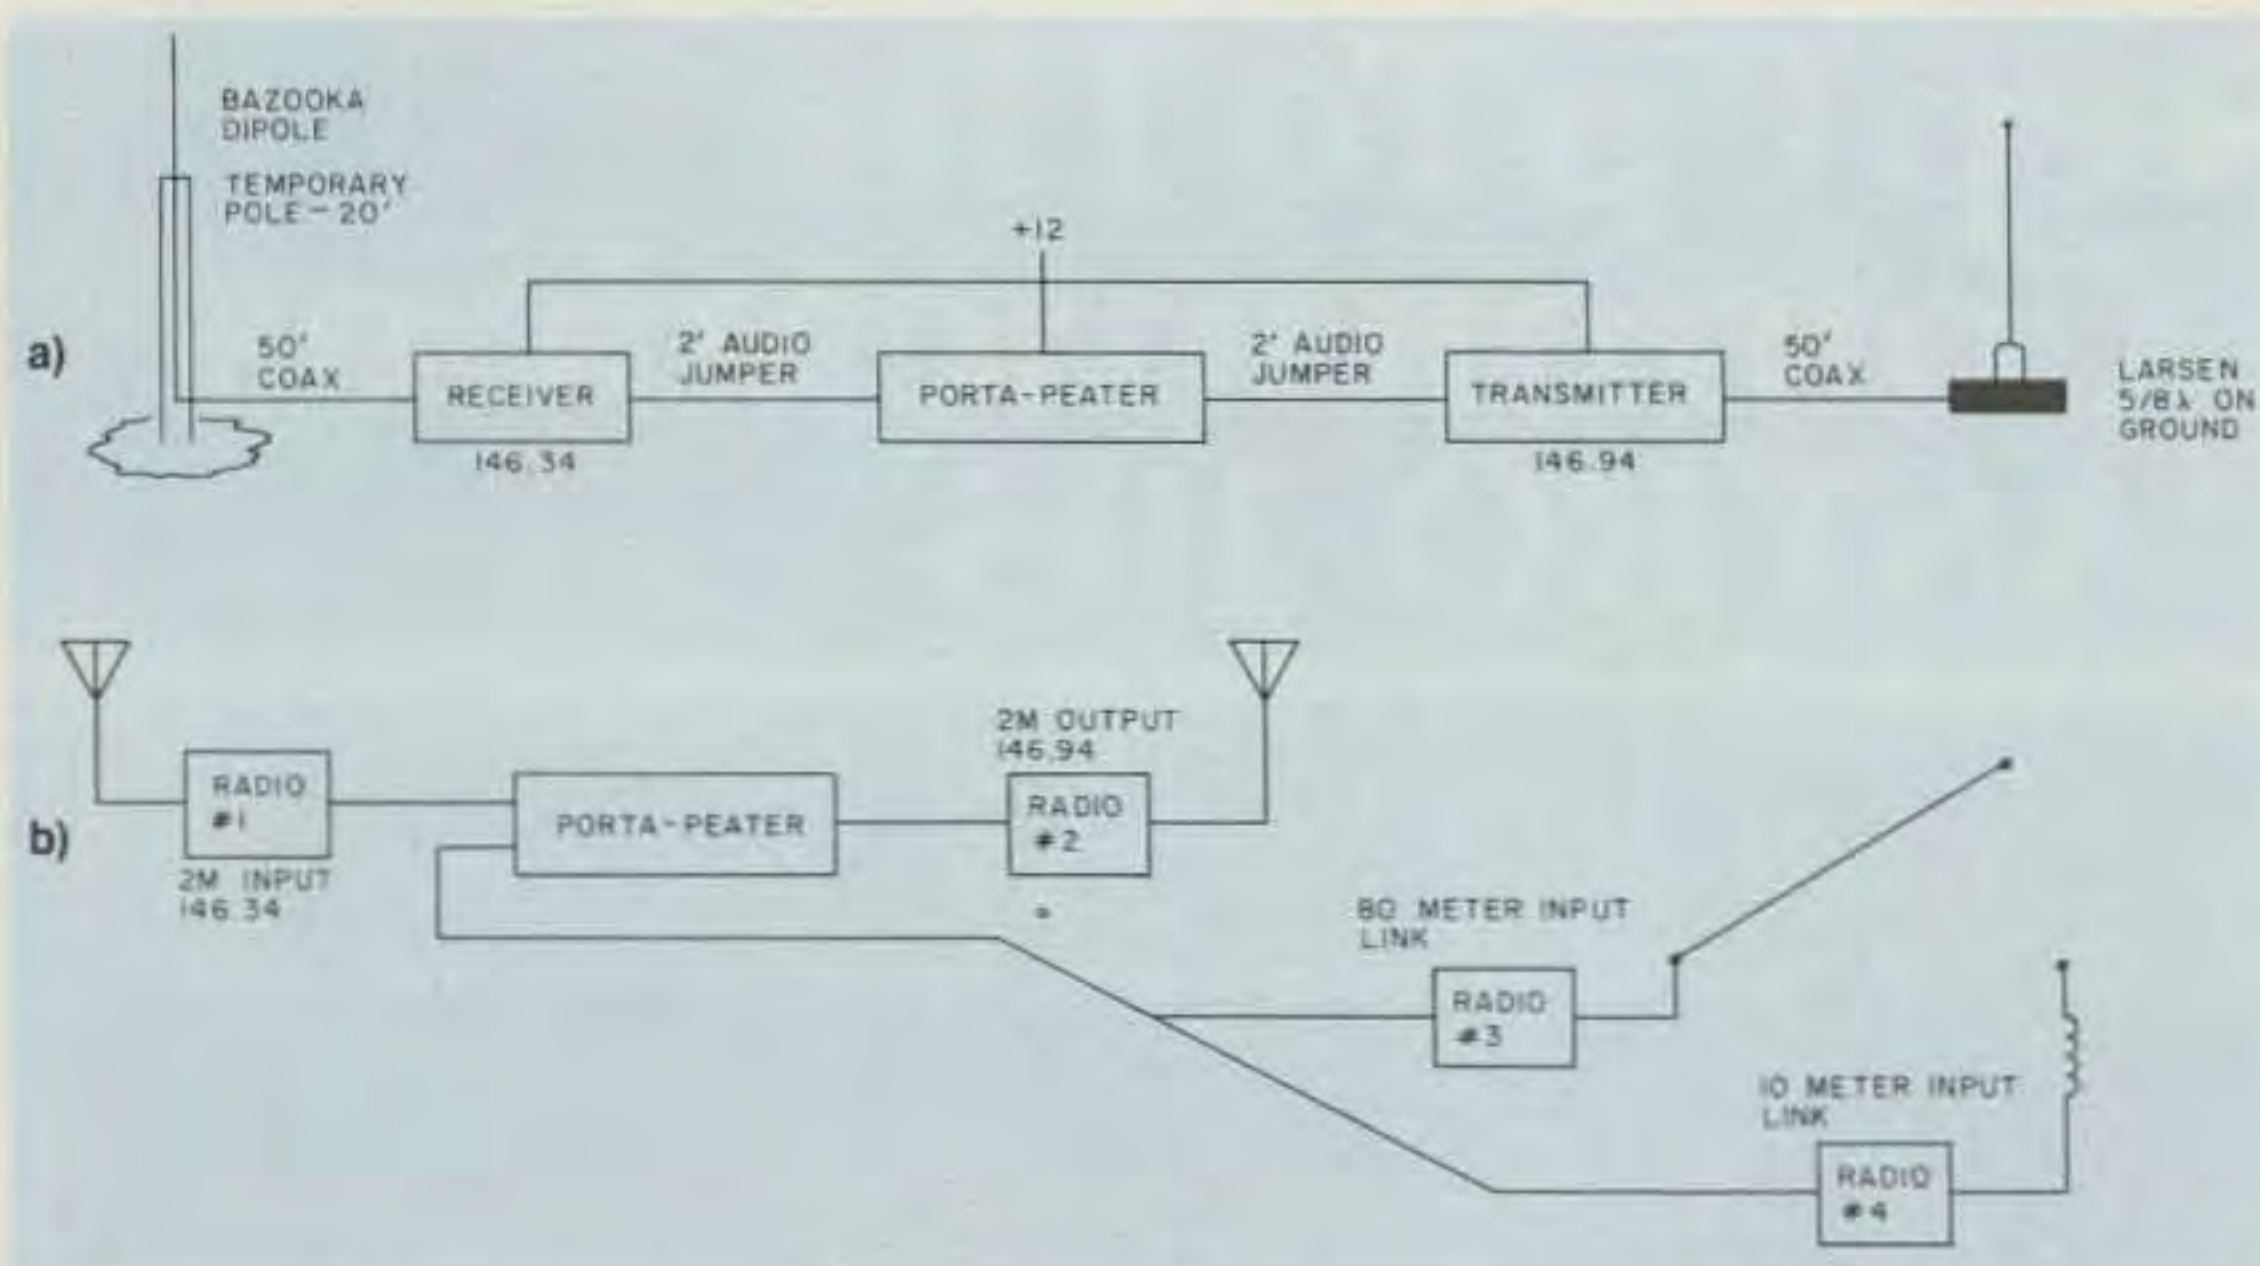 a)
BAZOOKA
DIPOLE
TEMPORARY
POLE - 20'
50'
COAX
RECEIVER
146.34
2' AUDIO
JUMPER
+12
PORTA-PEATER
2' AUDIO
JUMPER
TRANSMITTER
146.94
50'
COAX
LARSEN
5/8 λ ON
GROUND
b)
RADIO
#1
2M INPUT
146.34
PORTA-PEATER
2M OUTPUT
146.94
RADIO
#2
80 METER INPUT
LINK
RADIO
#3
10 METER INPUT
LINK
RADIO
#4